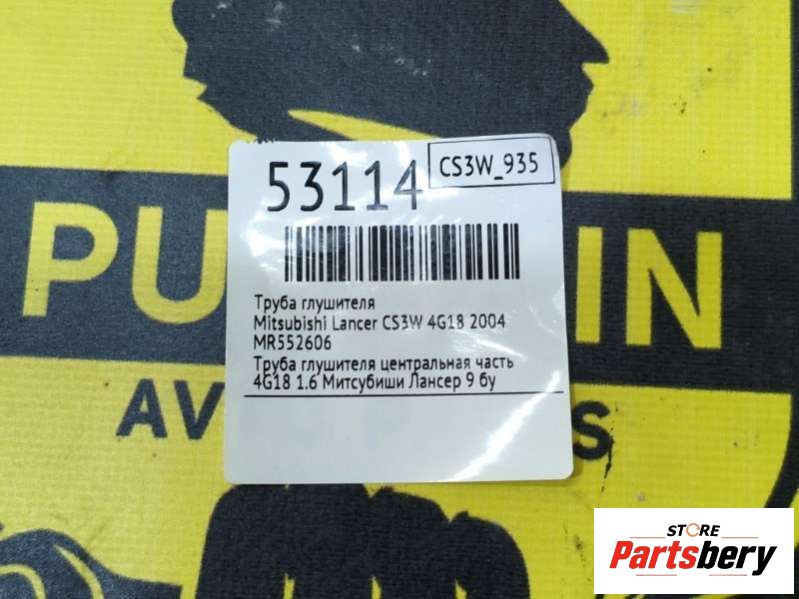 53114
CS3W_935
Труба глушителя
Mitsubishi Lancer CS3W 4G18 2004
MR552606
Труба глушителя центральная часть
4G18 1.6 Митсубиши Лансер 9 бу
STORE
Partsbery